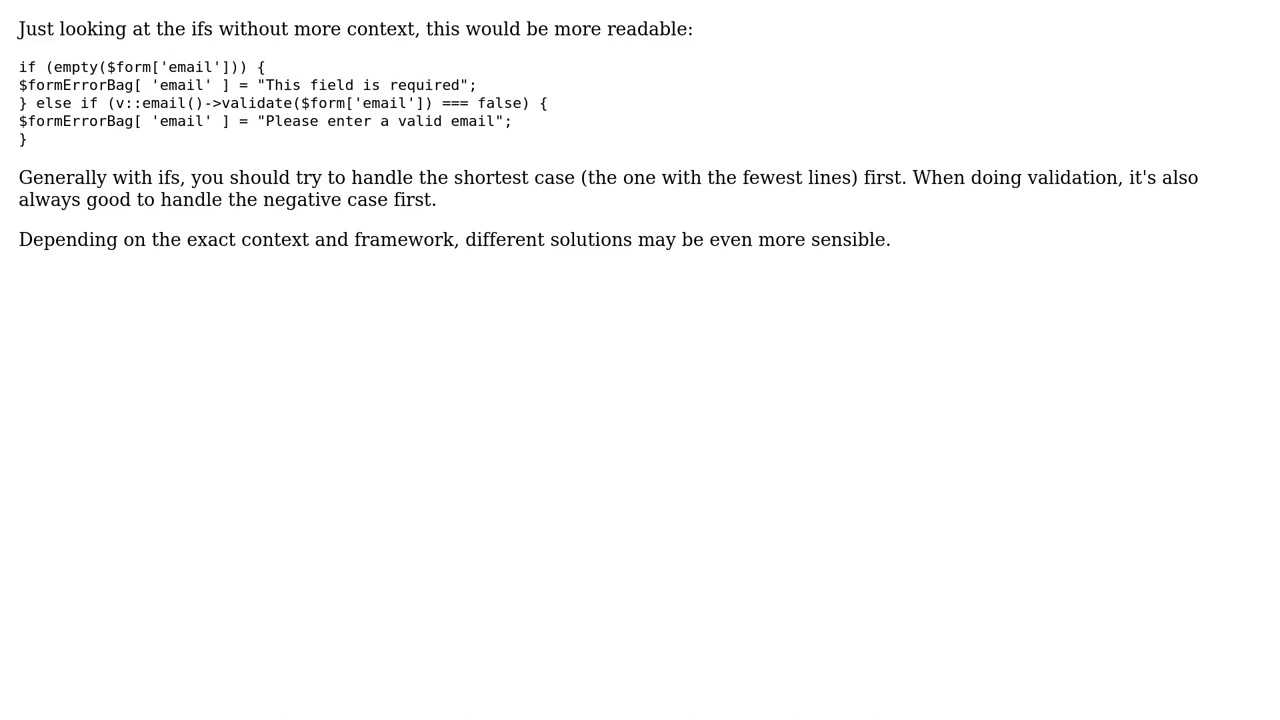 Just looking at the ifs without more context, this would be more readable:
if (empty($form['email'])) {
$formErrorBag[ 'email' ] = "This field is required";
} else if (v::email()->validate($form['email']) === false) {
$formErrorBag[ 'email' ] = "Please enter a valid email";
}
Generally with ifs, you should try to handle the shortest case (the one with the fewest lines) first. When doing validation, it's also
always good to handle the negative case first.
Depending on the exact context and framework, different solutions may be even more sensible.